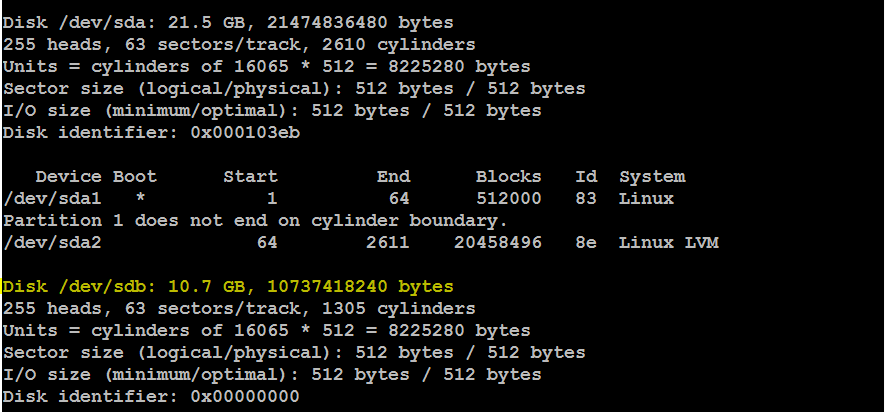 Disk /dev/sda: 21.5 GB, 21474836480 bytes
255 heads, 63 sectors/track, 2610 cylinders
Units = cylinders of 16065 * 512 = 8225280 bytes
Sector size (logical/physical): 512 bytes / 512 bytes
I/O size (minimum/optimal): 512 bytes / 512 bytes
Disk identifier: 0x000103eb
Device Boot Start End Blocks Id System
/dev/sda1 * 1 64 512000 83 Linux
Partition 1 does not end on cylinder boundary.
/dev/sda2 64 2611 20458496 8e Linux LVM
Disk /dev/sdb: 10.7 GB, 10737418240 bytes
255 heads, 63 sectors/track, 1305 cylinders
Units = cylinders of 16065 * 512 = 8225280 bytes
Sector size (logical/physical): 512 bytes / 512 bytes
I/O size (minimum/optimal): 512 bytes / 512 bytes
Disk identifier: 0x00000000